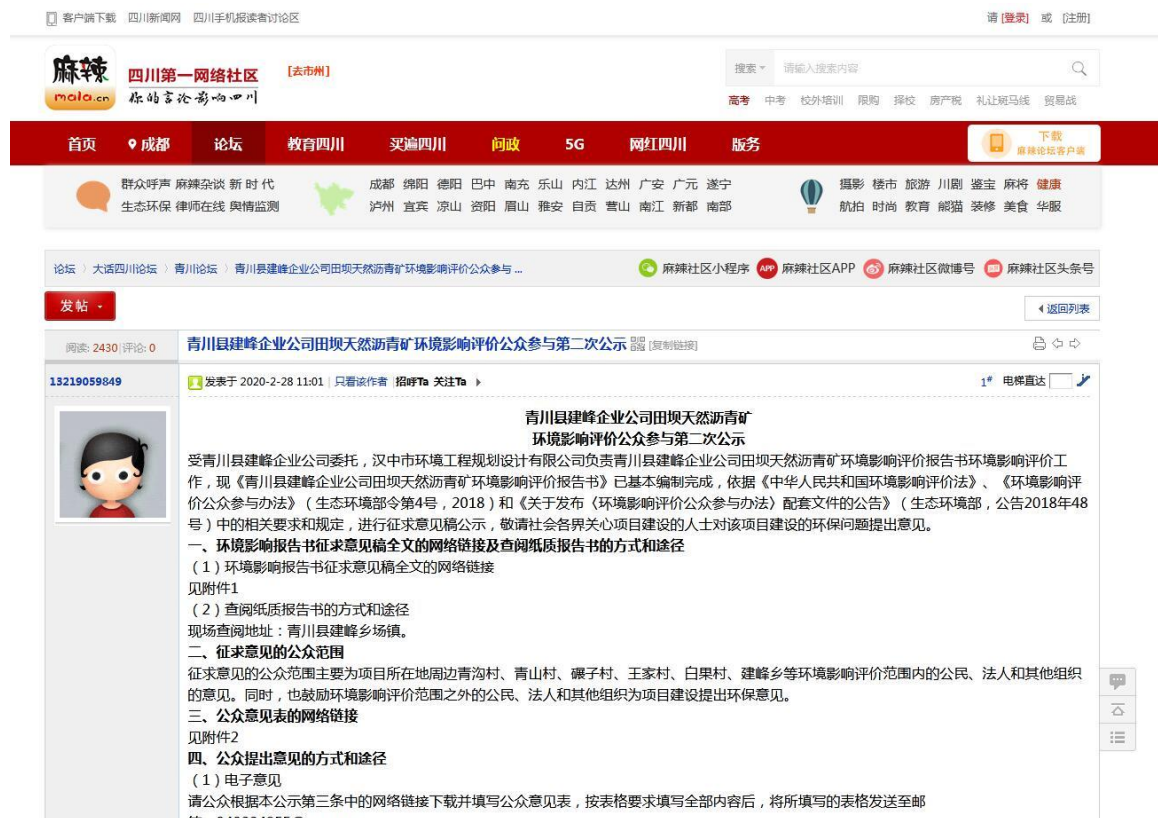 客户端下载 四川新闻网 四川手机报读者讨论区 请 [登录] 或 [注册]
麻辣
mala.cn
四川第一网络社区
你的言论影响四川
[去市州]
搜索 请输入搜索内容
高考 中考 校外培训 限购 择校 房产税 礼让斑马线 贸易战
首页 成都 论坛 教育四川 买遍四川 问政 5G 网红四川 版务
下载
麻辣论坛客户端
群众呼声 麻辣杂谈 新 时 代
生态环保 律师在线 舆情监测
成都 绵阳 德阳 巴中 南充 乐山 内江 达州 广安 广元 遂宁
泸州 宜宾 凉山 资阳 眉山 雅安 自贡 营山 南江 新都 南部
摄影 楼市 旅游 川剧 鉴宝 麻将 健康
航拍 时尚 教育 熊猫 装修 美食 华服
论坛 〉 大话四川论坛 〉 青川论坛 〉 青川县建峰企业公司田坝天然沥青矿环境影响评价公众参与 ...
麻辣社区小程序 APP 麻辣社区APP 麻辣社区微博号 麻辣社区头条号
发帖
返回列表
阅读: 2430 | 评论: 0
青川县建峰企业公司田坝天然沥青矿环境影响评价公众参与第二次公示 [复制链接]
13219059849
发表于 2020-2-28 11:01 | 只看该作者 | 招呼Ta 关注Ta
1# 电梯直达
青川县建峰企业公司田坝天然沥青矿
环境影响评价公众参与第二次公示
受青川县建峰企业公司委托，汉中市环境工程规划设计有限公司负责青川县建峰企业公司田坝天然沥青矿环境影响评价报告书环境影响评价工
作，现《青川县建峰企业公司田坝天然沥青矿环境影响评价报告书》已基本编制完成，依据《中华人民共和国环境影响评价法》、《环境影响评
价公众参与办法》（生态环境部令第4号，2018）和《关于发布〈环境影响评价公众参与办法〉配套文件的公告》（生态环境部，公告2018年48
号）中的相关要求和规定，进行征求意见稿公示，敬请社会各界关心项目建设的人士对该项目建设的环保问题提出意见。
一、环境影响报告书征求意见稿全文的网络链接及查阅纸质报告书的方式和途径
（1）环境影响报告书征求意见稿全文的网络链接
见附件1
（2）查阅纸质报告书的方式和途径
现场查阅地址：青川县建峰乡场镇。
二、征求意见的公众范围
征求意见的公众范围主要为项目所在地周边青沟村、青山村、碾子村、王家村、白果村、建峰乡等环境影响评价范围内的公民、法人和其他组织
的意见。同时，也鼓励环境影响评价范围之外的公民、法人和其他组织为项目建设提出环保意见。
三、公众意见表的网络链接
见附件2
四、公众提出意见的方式和途径
（1）电子意见
请公众根据本公示第三条中的网络链接下载并填写公众意见表，按表格要求填写全部内容后，将所填写的表格发送至邮